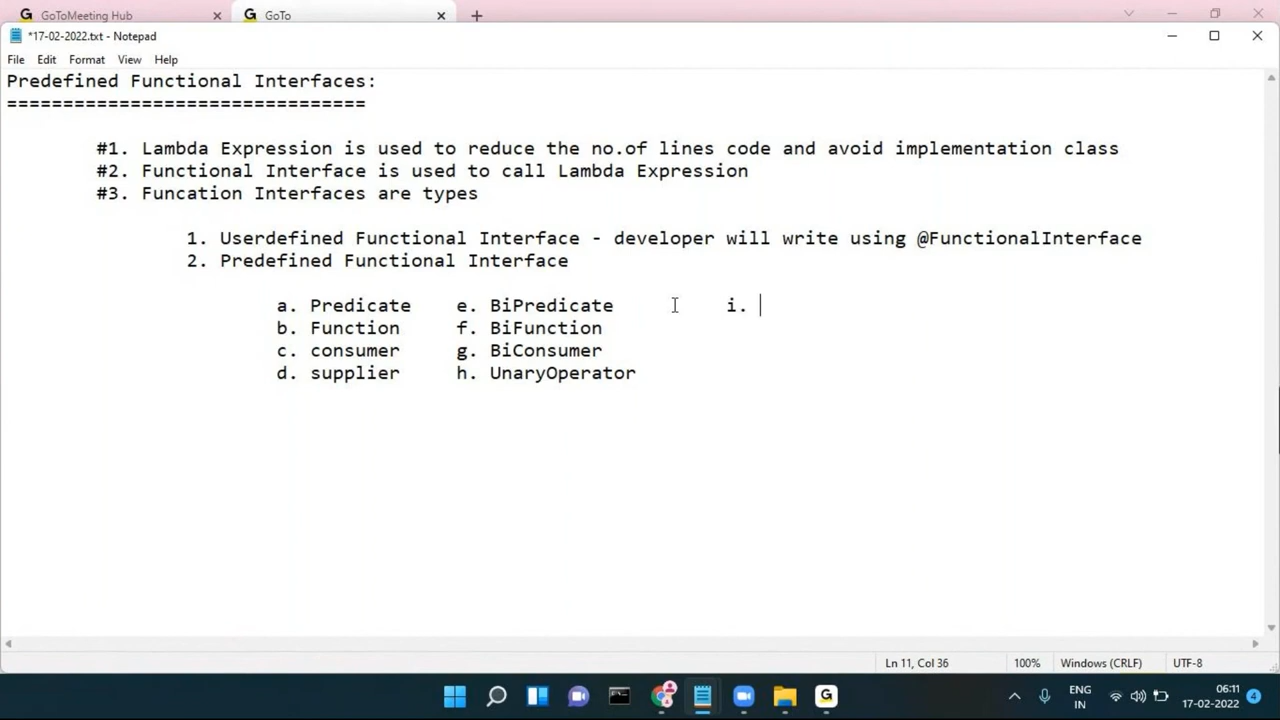 GoToMeeting Hub
GoTo
*17-02-2022.txt - Notepad
File Edit Format View Help
Predefined Functional Interfaces:
================================
#1. Lambda Expression is used to reduce the no.of lines code and avoid implementation class
#2. Functional Interface is used to call Lambda Expression
#3. Funcation Interfaces are types
1. Userdefined Functional Interface - developer will write using @FunctionalInterface
2. Predefined Functional Interface
a. Predicate e. BiPredicate i.
b. Function f. BiFunction
c. consumer g. BiConsumer
d. supplier h. UnaryOperator
Ln 11, Col 36 100% Windows (CRLF) UTF-8
ENG 06:11
IN 17-02-2022 4